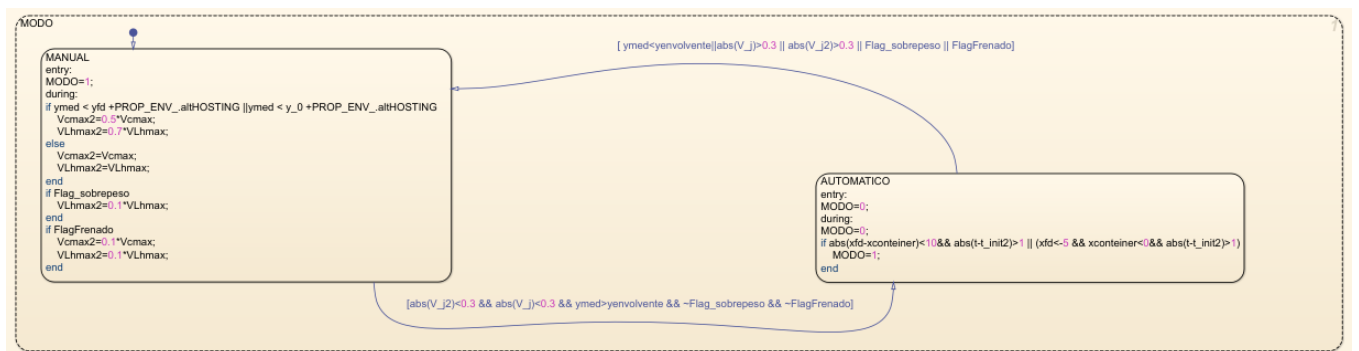 MODO
1
[ ymed<yenvolvente||abs(V_j)>0.3 || abs(V_j2)>0.3 || Flag_sobrepeso || FlagFrenado]
MANUAL
entry:
MODO=1;
during:
if ymed < yfd +PROP_ENV_.altHOSTING ||ymed < y_0 +PROP_ENV_.altHOSTING
Vcmax2=0.5*Vcmax;
VLhmax2=0.7*VLhmax;
else
Vcmax2=Vcmax;
VLhmax2=VLhmax;
end
if Flag_sobrepeso
VLhmax2=0.1*VLhmax;
end
if FlagFrenado
Vcmax2=0.1*Vcmax;
VLhmax2=0.1*VLhmax;
end
AUTOMATICO
entry:
MODO=0;
during:
MODO=0;
if abs(xfd-xconteiner)<10&& abs(t-t_init2)>1 || (xfd<-5 && xconteiner<0&& abs(t-t_init2)>1)
MODO=1;
end
[abs(V_j2)<0.3 && abs(V_j)<0.3 && ymed>yenvolvente && ~Flag_sobrepeso && ~FlagFrenado]